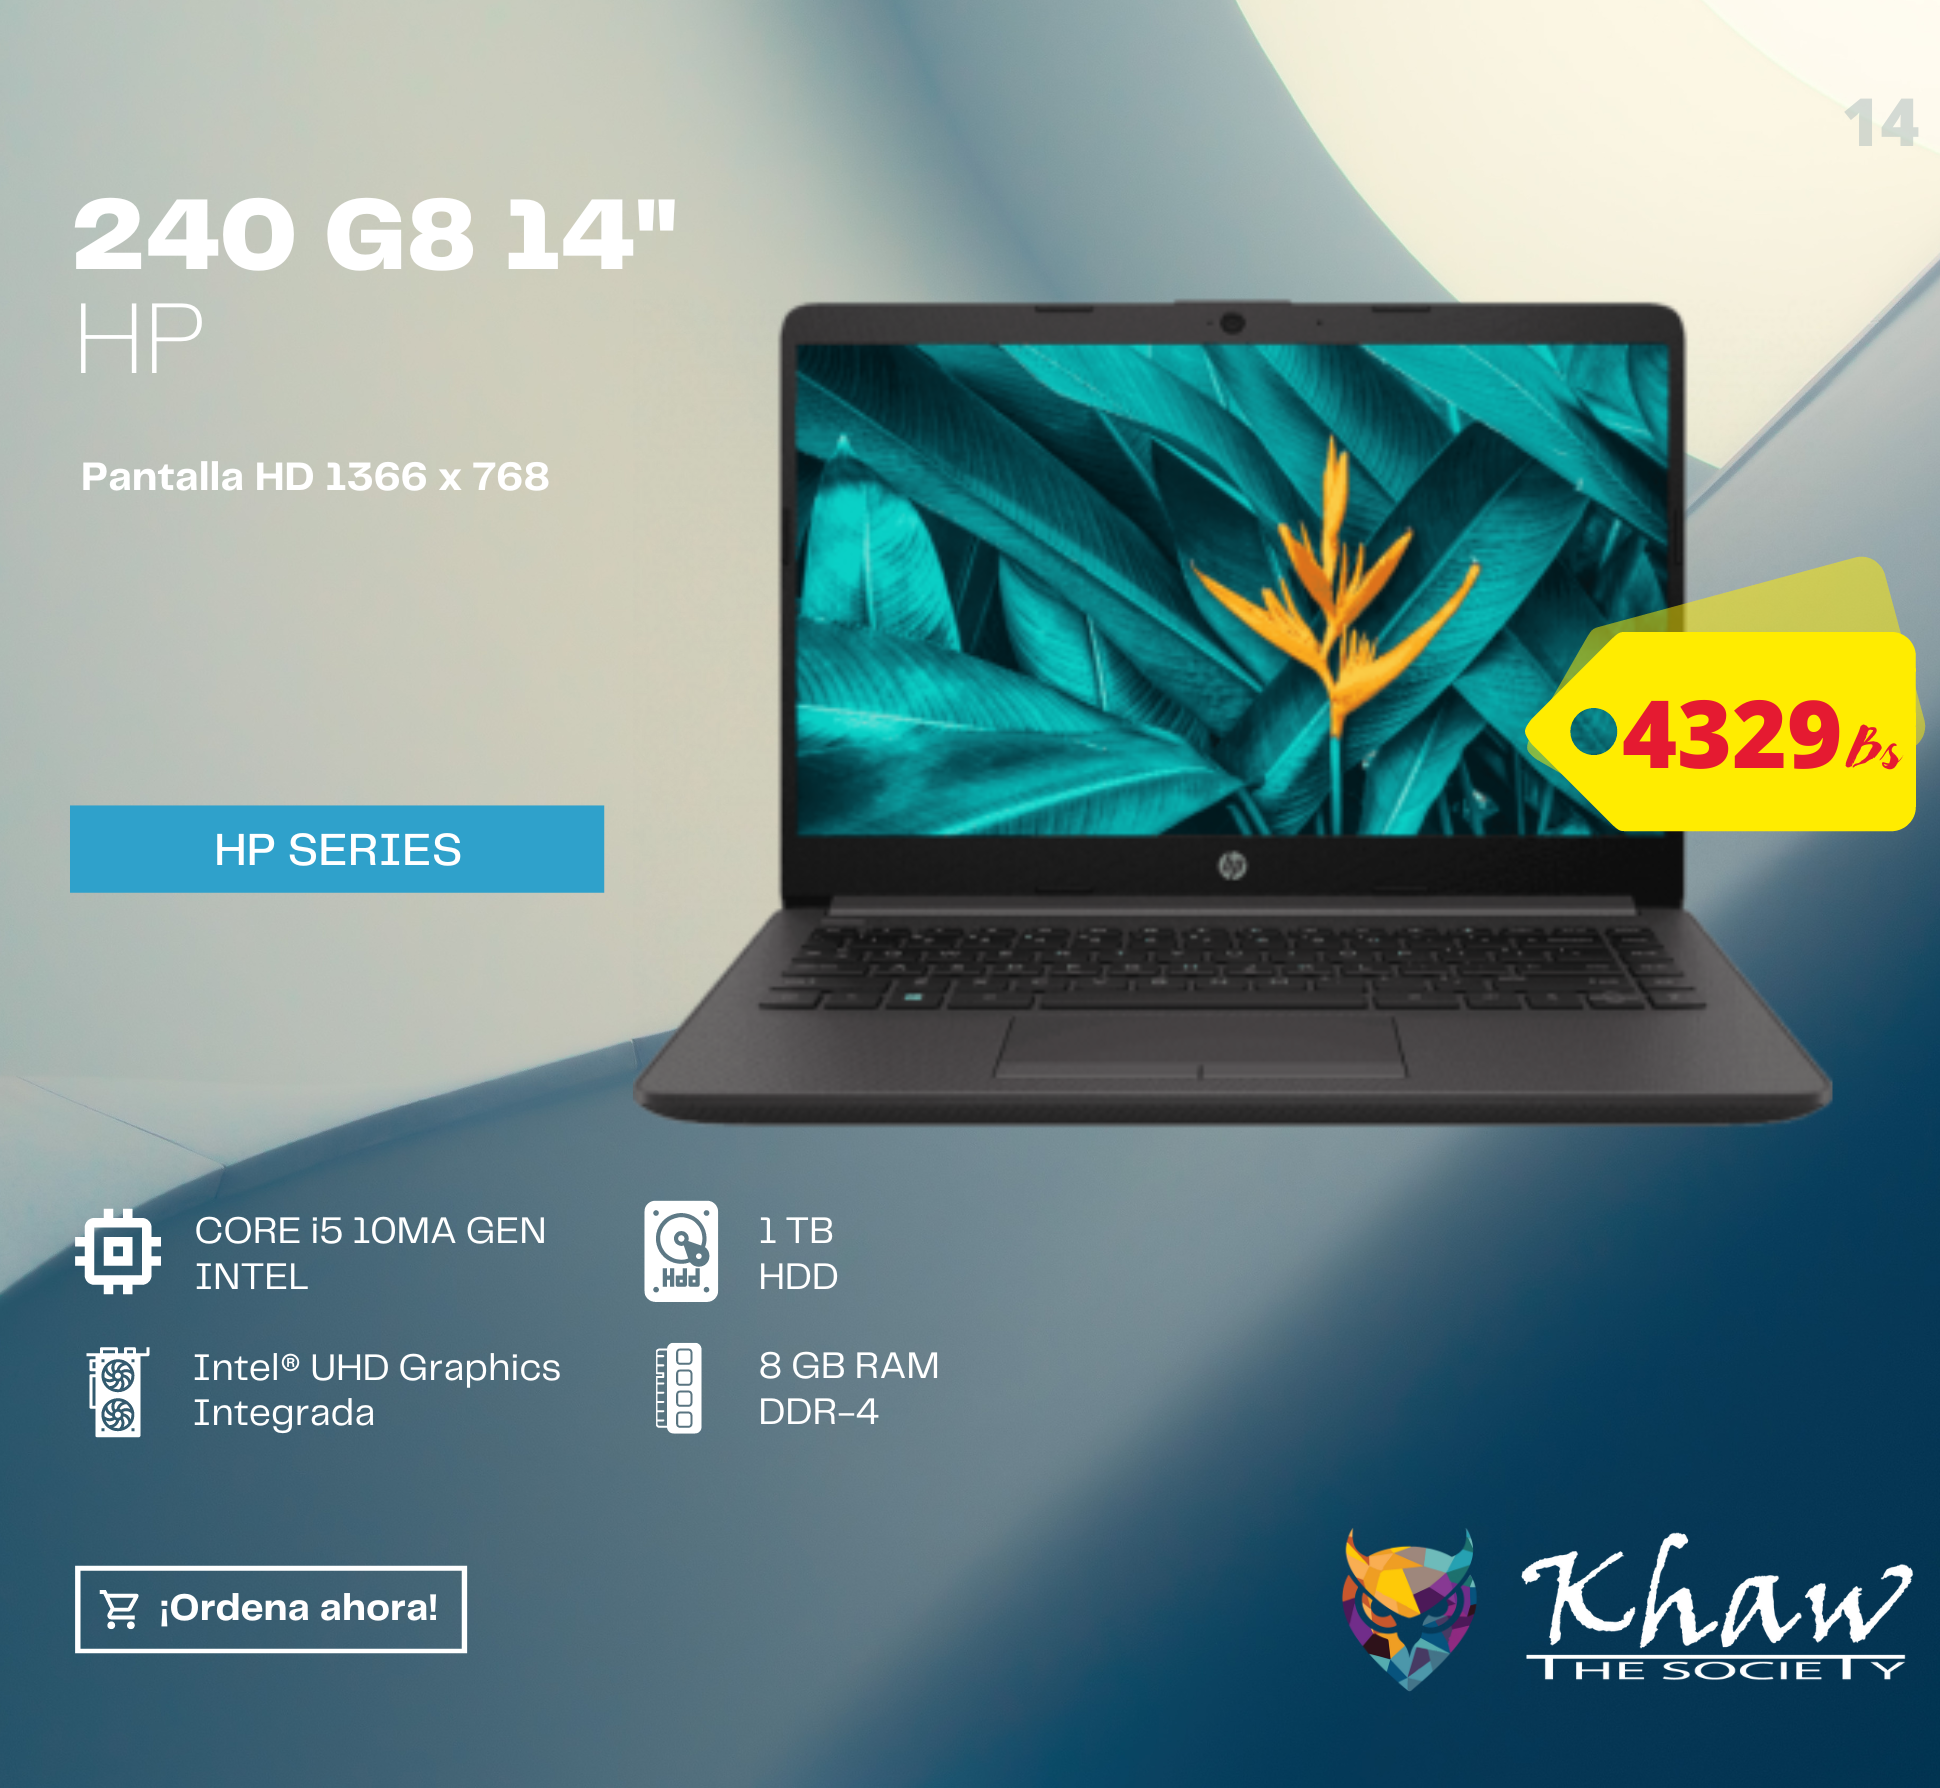 14
240 G8 14"
HP
Pantalla HD 1366 x 768
4329 Bs
HP SERIES
hp
CORE i5 10MA GEN
INTEL
1 TB
HDD
Hdd
Intel® UHD Graphics
Integrada
8 GB RAM
DDR-4
¡Ordena ahora!
Khaw
THE SOCIETY